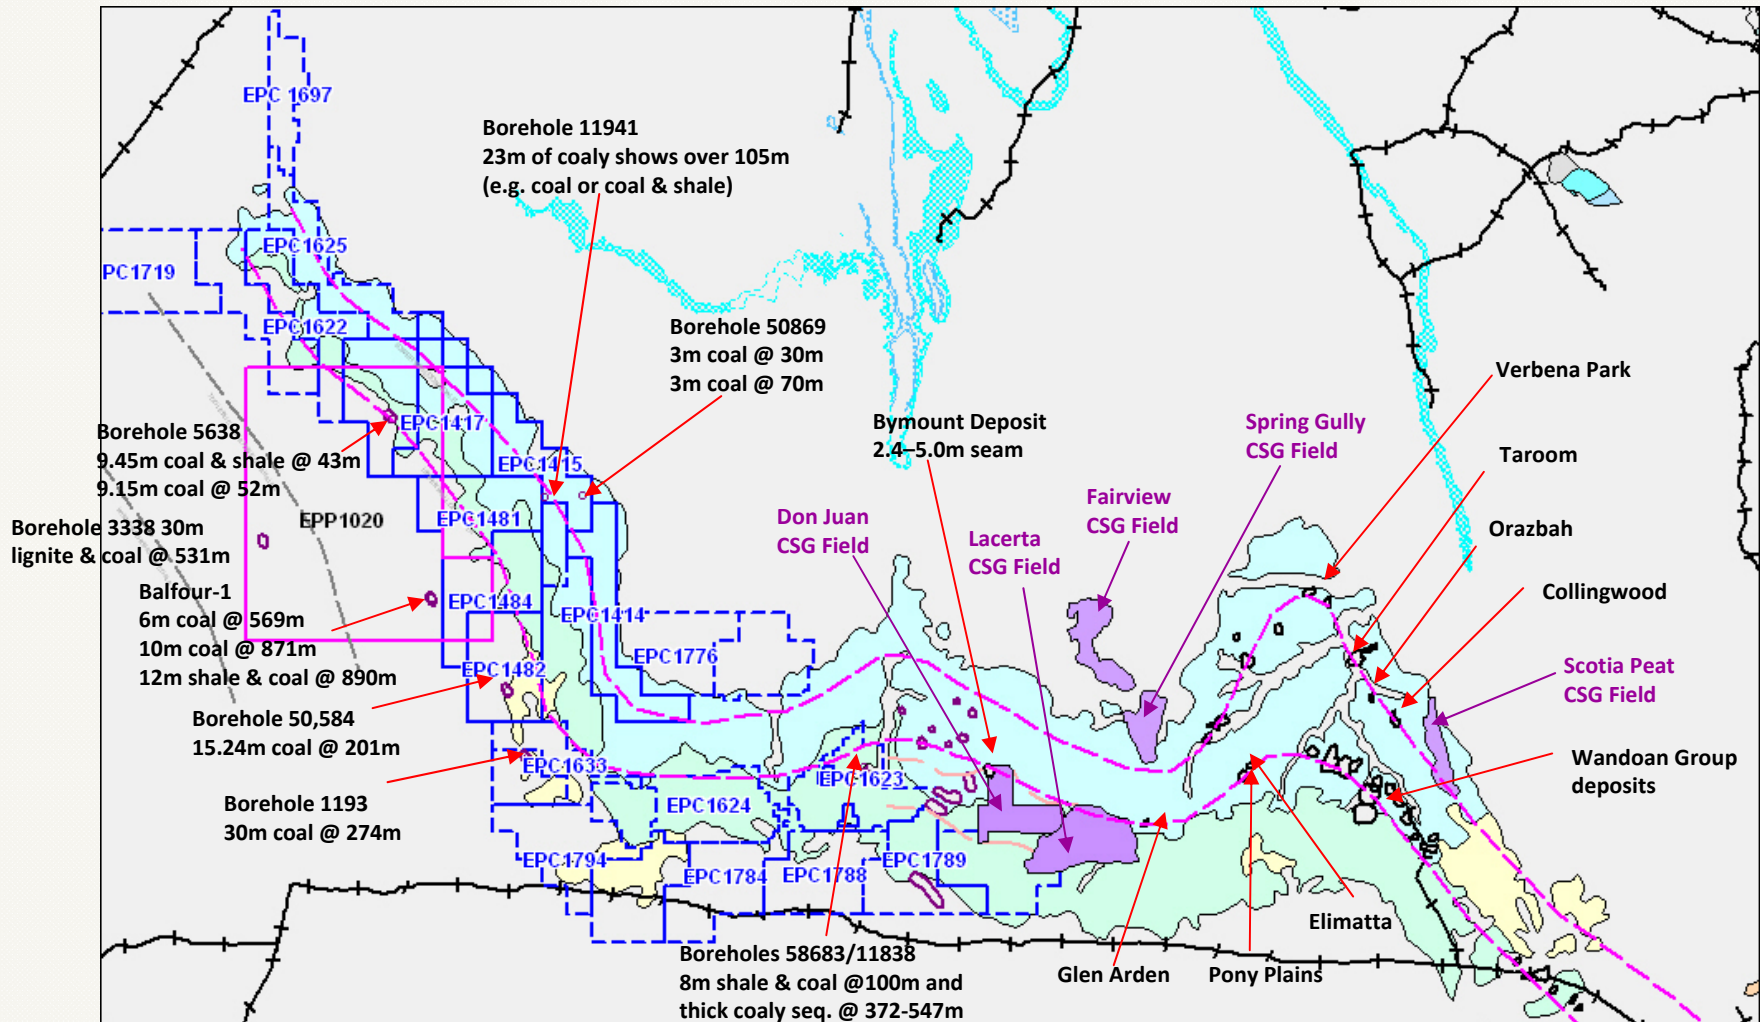 EPC 1697
Borehole 11941
23m of coaly shows over 105m
(e.g. coal or coal & shale)
EPC1625
PC1719
EPC1622
Borehole 50869
3m coal @ 30m
3m coal @ 70m
Verbena Park
Bymount Deposit
2.4–5.0m seam
Spring Gully
CSG Field
EPC1417
Borehole 5638
9.45m coal & shale @ 43m
9.15m coal @ 52m
EPC1415
Taroom
Fairview
CSG Field
Don Juan
CSG Field
Lacerta
CSG Field
EPP1020
EPC1481
Borehole 3338 30m
lignite & coal @ 531m
Orazbah
Balfour-1
6m coal @ 569m
10m coal @ 871m
12m shale & coal @ 890m
EPC1484
EPC1414
Collingwood
EPC1776
EPC1482
Scotia Peat
CSG Field
Borehole 50,584
15.24m coal @ 201m
EPC1633
EPC1623
Wandoan Group
deposits
Borehole 1193
30m coal @ 274m
EPC1624
EPC1794
EPC1784
EPC1788
EPC1789
Elimatta
Boreholes 58683/11838
8m shale & coal @100m and
thick coaly seq. @ 372-547m
Glen Arden
Pony Plains